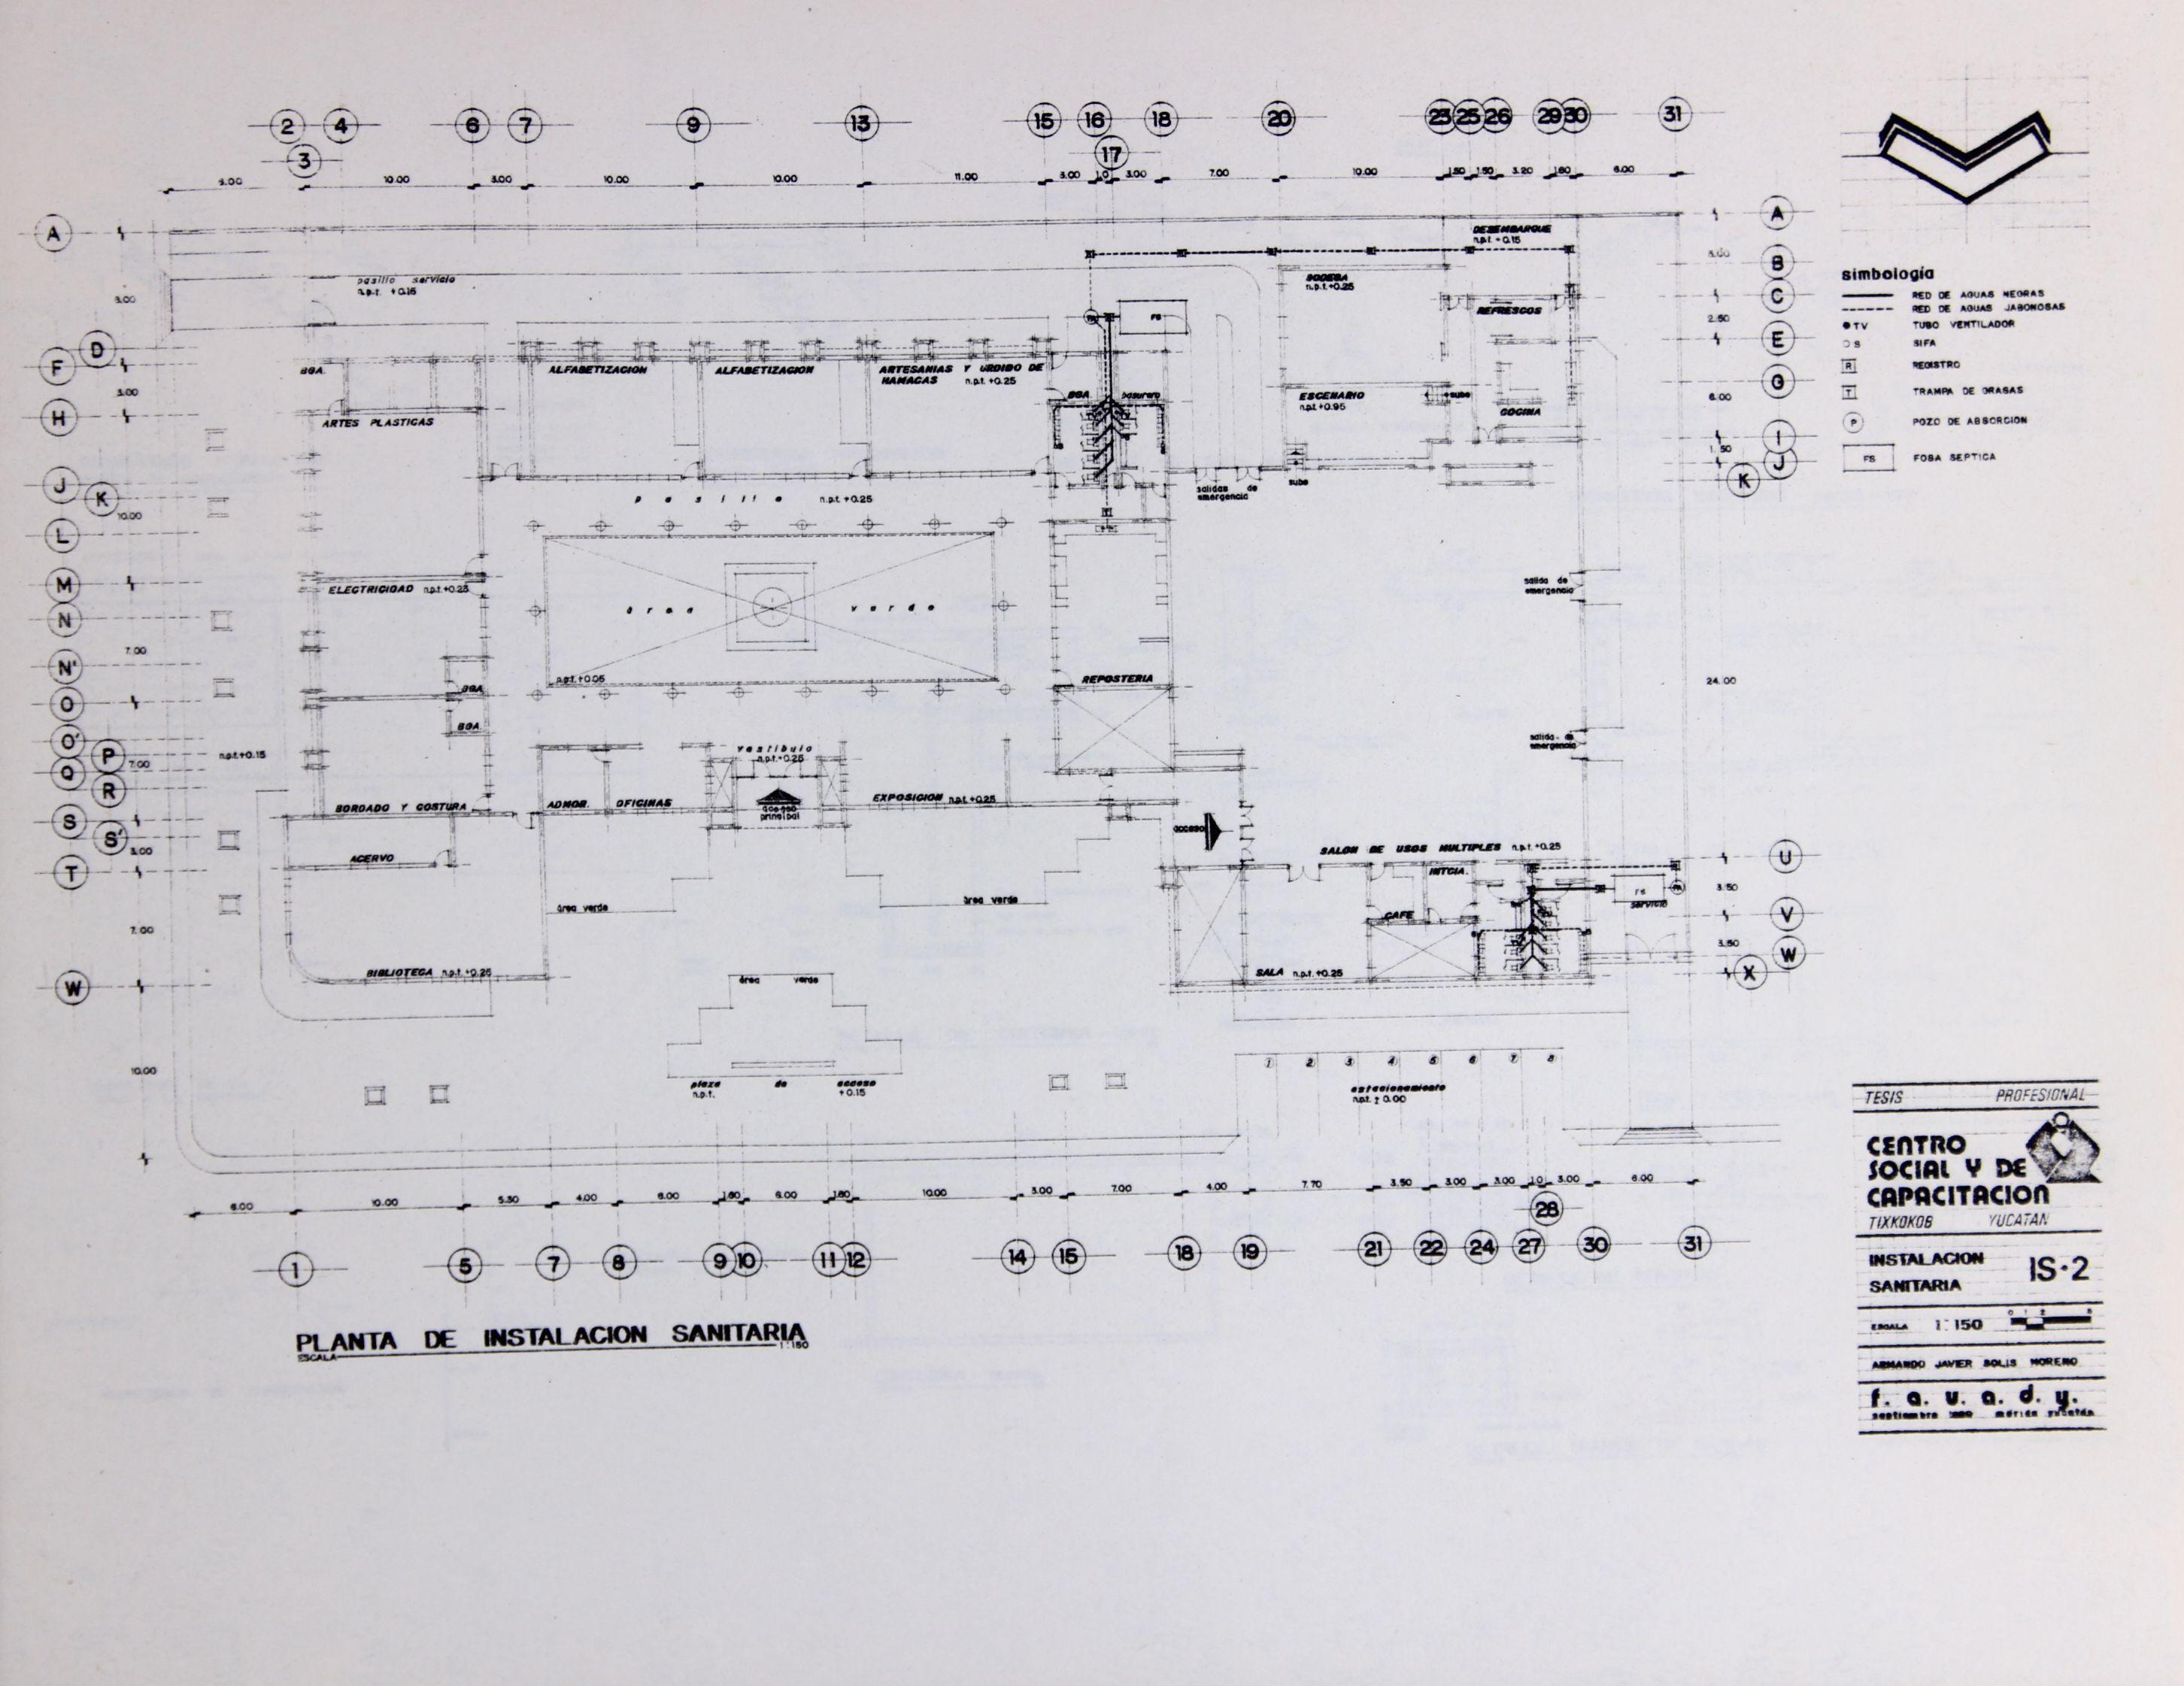 2 4 6 7 9 13 15 16 18 20 23 25 26 29 30 31
3 17
10.00 3.00 10.00 10.00 11.00 3.00 1.0 3.00 7.00 10.00 1.50 1.50 3.20 1.60 6.00
A
D
F
H
J
K
L
M
N
N'
O
O'
P
Q
R
S
S'
T
W
3.00
10.00
7.00
7.00
3.00
7.00
10.00
A
B
C
E
G
I
J
K
U
V
W
X
2.50
6.00
1.50
24.00
3.50
3.50
pasillo servicio
n.p.t. +0.15
DESEMBARQUE
n.p.t. +0.15
BODEGA
n.p.t.+0.25
REFRESCOS
FS
BGA.
ALFABETIZACION
ALFABETIZACION
ARTESANIAS Y URDIDO DE
HAMACAS n.p.t. +0.25
BGA
basurero
ESCENARIO
n.p.t +0.95
sube
COCINA
ARTES PLASTICAS
pasillo n.p.t. +0.25
salidas de
emergencia
sube
ELECTRICIDAD n.p.t.+0.25
área verde
salida de
emergencia
n.p.t.+0.05
REPOSTERIA
BGA
BGA
n.p.t.+0.15
vestibulo
n.p.t.+0.25
salida de
emergencia
BORDADO Y COSTURA
ADMOR. OFICINAS
acceso
principal
EXPOSICION n.p.t.+0.25
acceso
ACERVO
SALON DE USOS MULTIPLES n.p.t. +0.25
INTCIA.
FS
servicio
CAFE
área verde
área verde
BIBLIOTECA n.p.t. +0.25
SALA n.p.t. +0.25
área verde
plaza de acceso
n.p.t. +0.15
1 2 3 4 5 6 7 8
estacionamiento
n.p.t. ± 0.00
6.00 10.00 5.50 4.00 6.00 1.60 6.00 1.60 10.00 3.00 7.00 4.00 7.70 3.50 3.00 3.00 1.0 3.00 6.00
28
1 5 7 8 9 10 11 12 14 15 18 19 21 22 24 27 30 31
PLANTA DE INSTALACION SANITARIA
ESCALA 1:150
simbología
RED DE AGUAS NEGRAS
RED DE AGUAS JABONOSAS
TV TUBO VENTILADOR
S SIFA
R REGISTRO
T TRAMPA DE GRASAS
P POZO DE ABSORCION
FS FOSA SEPTICA
TESIS PROFESIONAL
CENTRO
SOCIAL Y DE
CAPACITACION
TIXKOKOB YUCATAN
INSTALACION
SANITARIA
IS·2
ESCALA 1:150
ARMANDO JAVIER SOLIS MORENO
f. a. u. a. d. y.
septiembre mérida yucatán